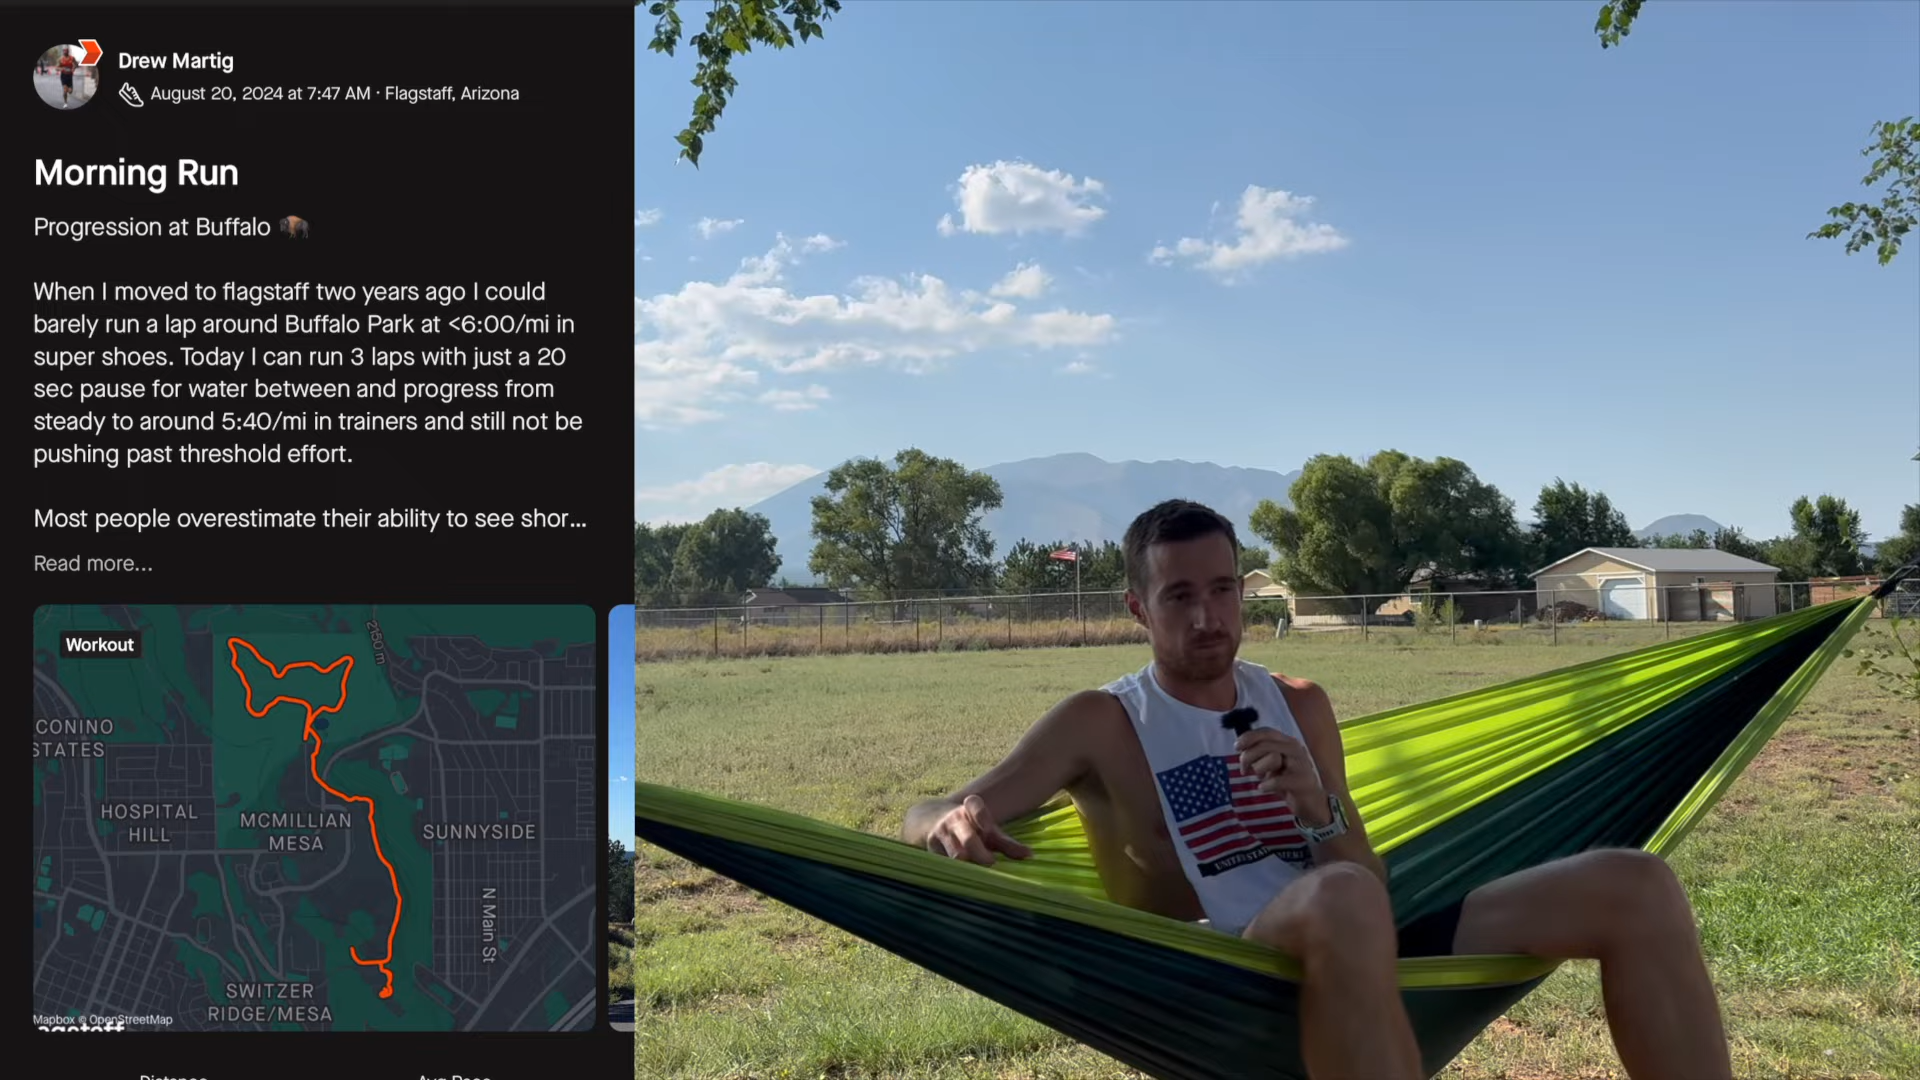 Drew Martig
August 20, 2024 at 7:47 AM · Flagstaff, Arizona
Morning Run
Progression at Buffalo 🦬
When I moved to flagstaff two years ago I could
barely run a lap around Buffalo Park at <6:00/mi in
super shoes. Today I can run 3 laps with just a 20
sec pause for water between and progress from
steady to around 5:40/mi in trainers and still not be
pushing past threshold effort.
Most people overestimate their ability to see shor...
Read more...
Workout
2150 m
CONINO
STATES
HOSPITAL
HILL
MCMILLIAN
MESA
SUNNYSIDE
N Main St
SWITZER
RIDGE/MESA
Mapbox © OpenStreetMap
Distance
Avg Pace